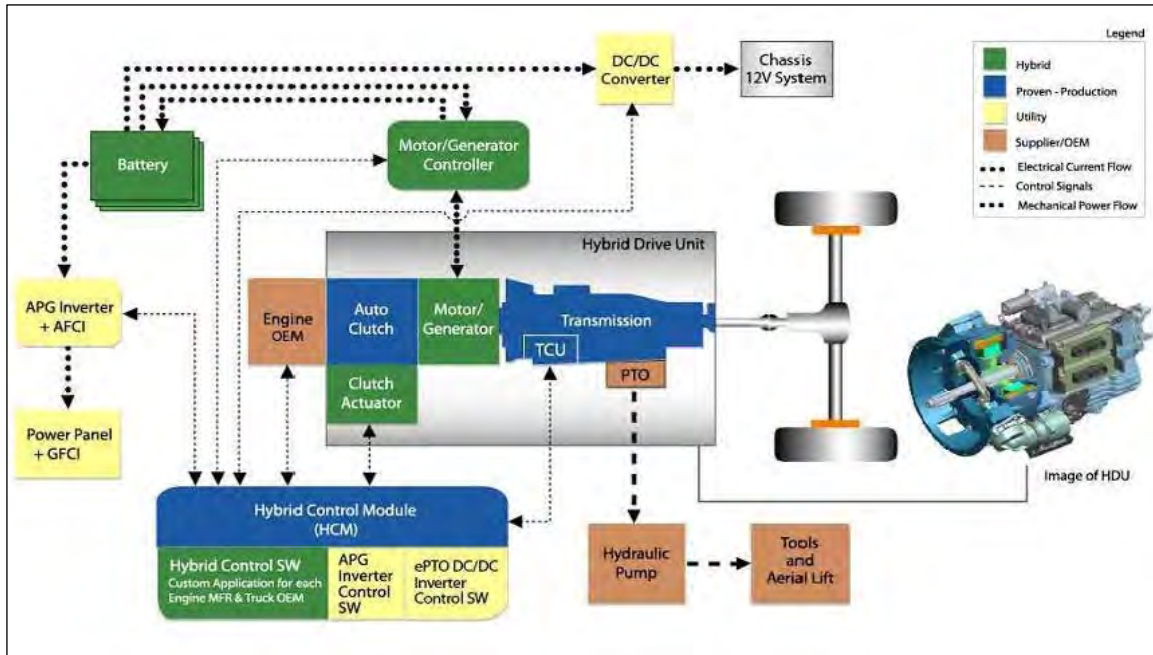 DC/DC
Converter
Chassis
12V System
Legend
Hybrid
Proven - Production
Utility
Supplier/OEM
Electrical Current Flow
Control Signals
Mechanical Power Flow
Battery
Motor/Generator
Controller
Hybrid Drive Unit
APG Inverter
+ AFCI
Engine
OEM
Auto
Clutch
Motor/
Generator
Transmission
TCU
PTO
Clutch
Actuator
Power Panel
+ GFCI
Image of HDU
Hybrid Control Module
(HCM)
Hybrid Control SW
Custom Application for each
Engine MFR & Truck OEM
APG
Inverter
Control
SW
ePTO DC/DC
Inverter
Control SW
Hydraulic
Pump
Tools
and
Aerial Lift